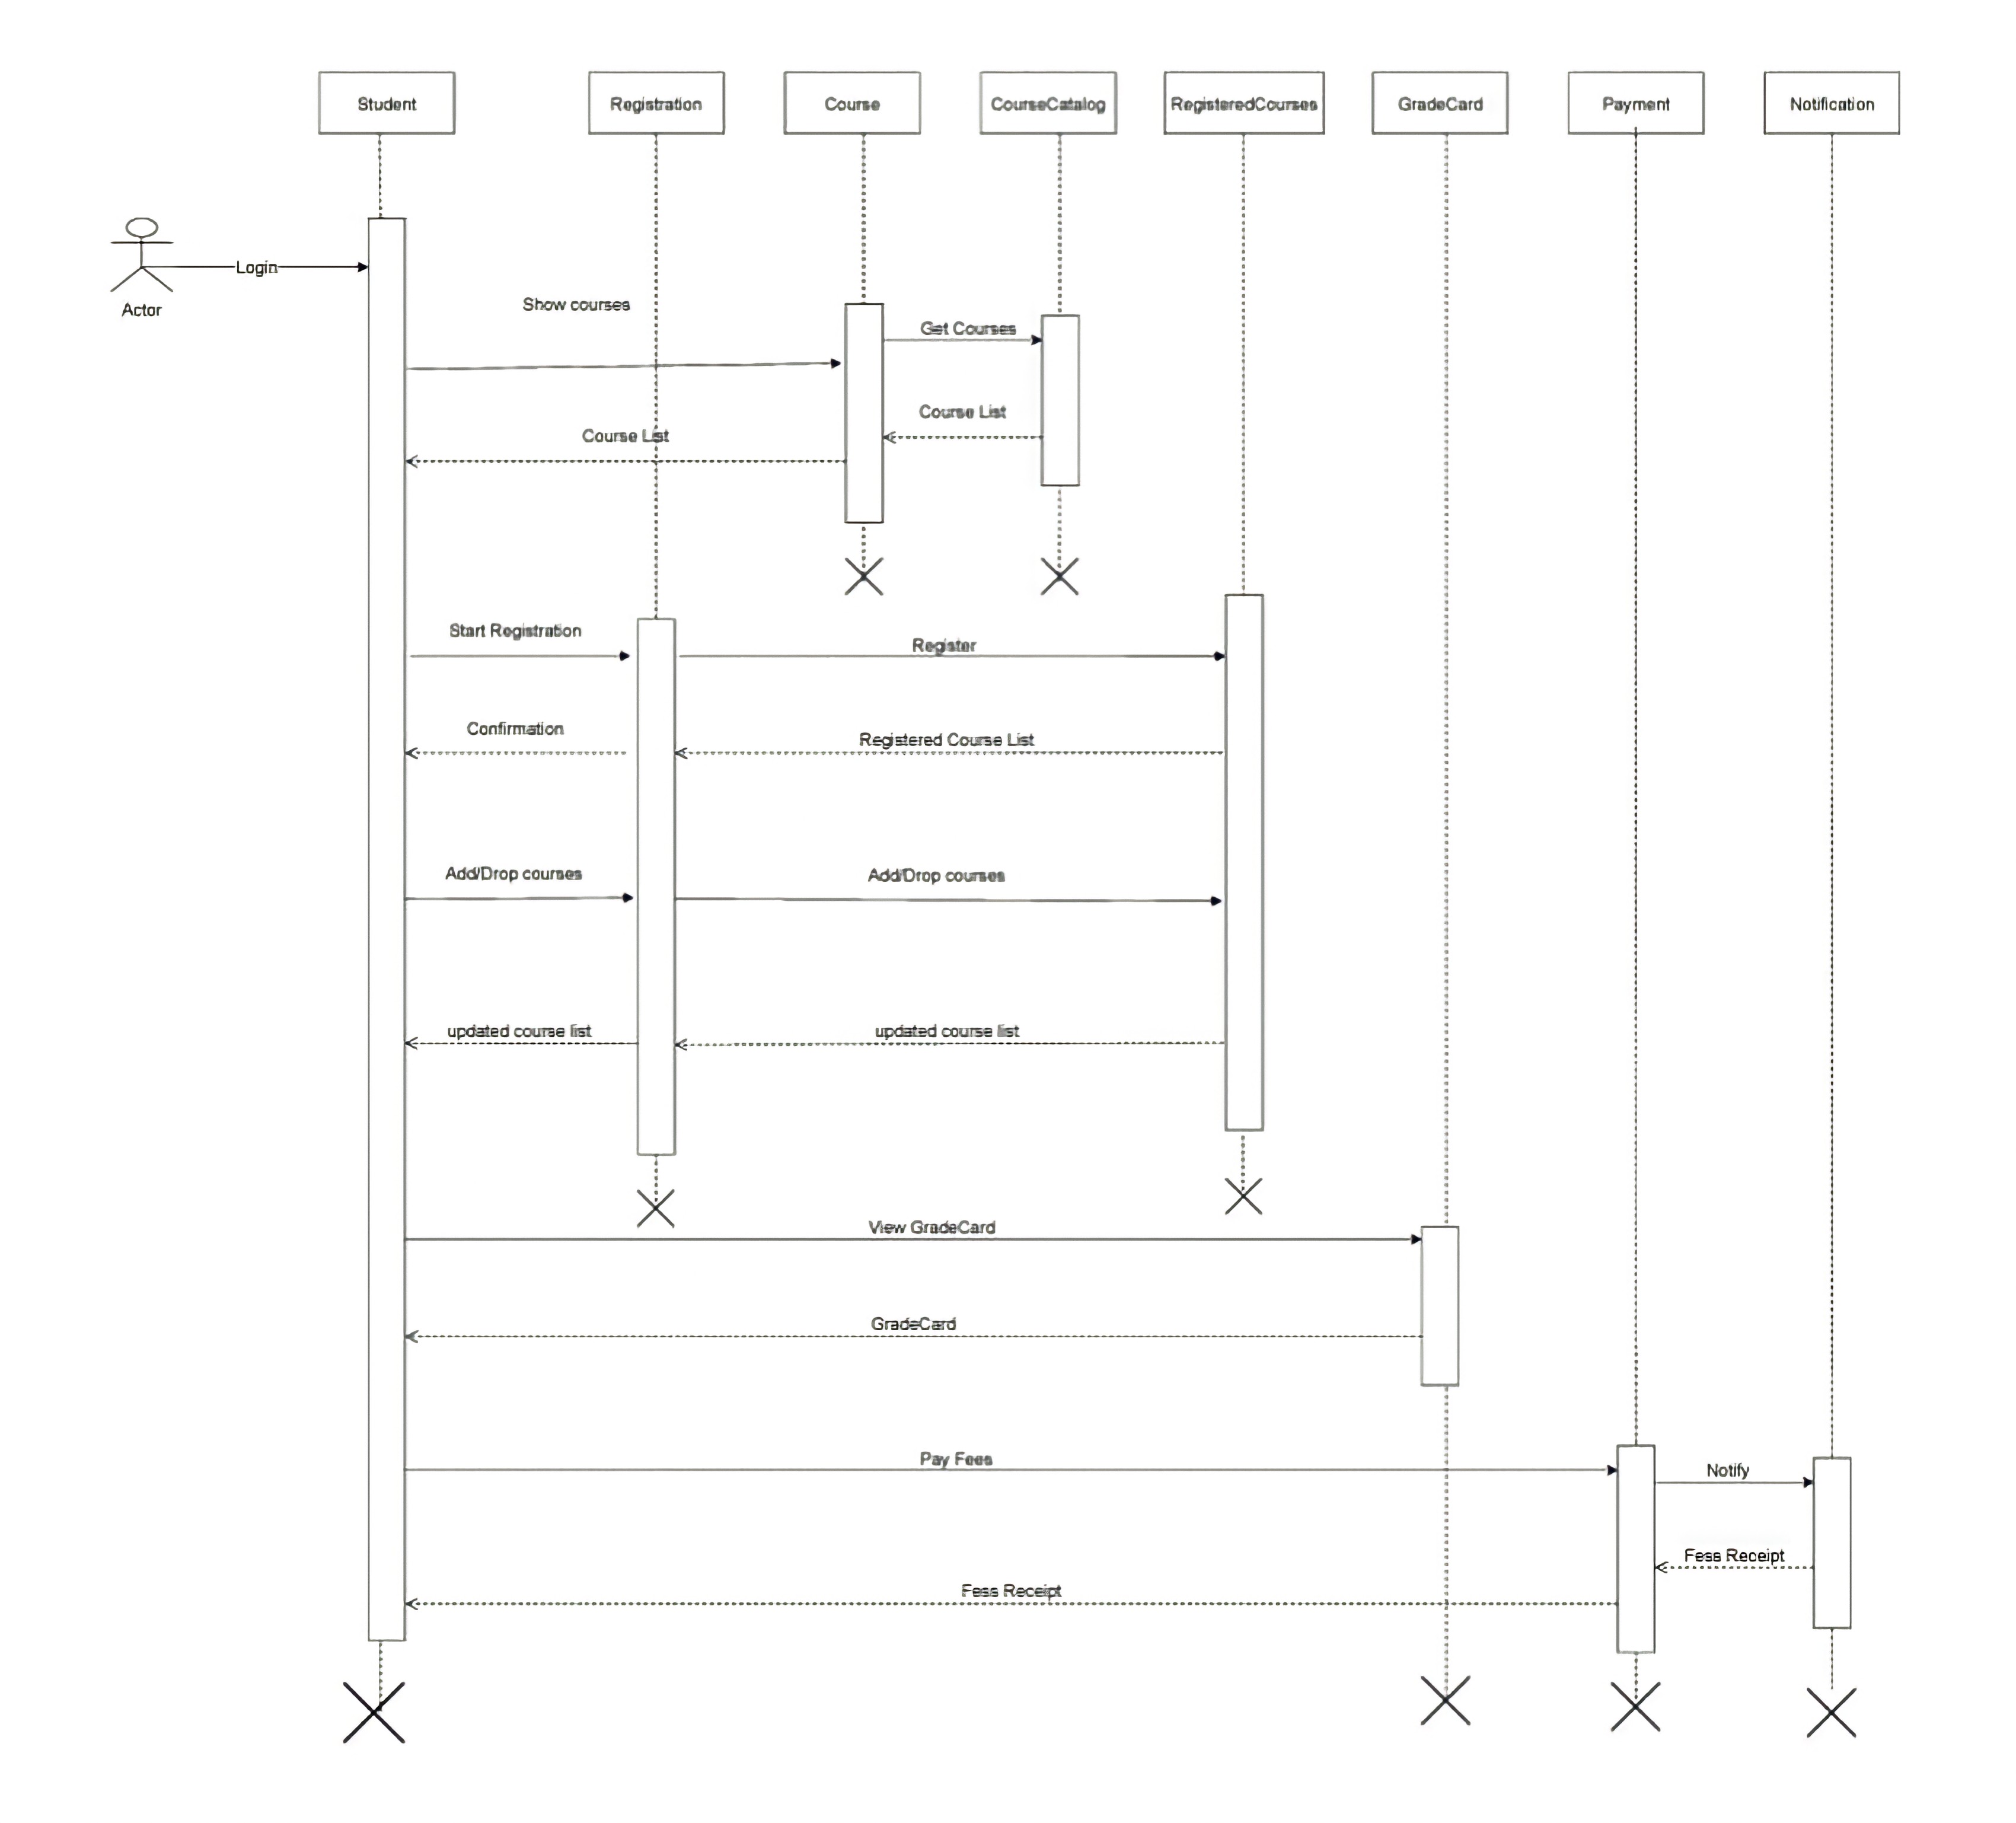 Student
Registration
Course
CourseCatalog
RegisteredCourses
GradeCard
Payment
Notification
Login
Actor
Show courses
Get Courses
Course List
Course List
Start Registration
Register
Confirmation
Registered Course List
Add/Drop courses
Add/Drop courses
updated course list
updated course list
View GradeCard
GradeCard
Pay Fees
Notify
Fess Receipt
Fess Receipt